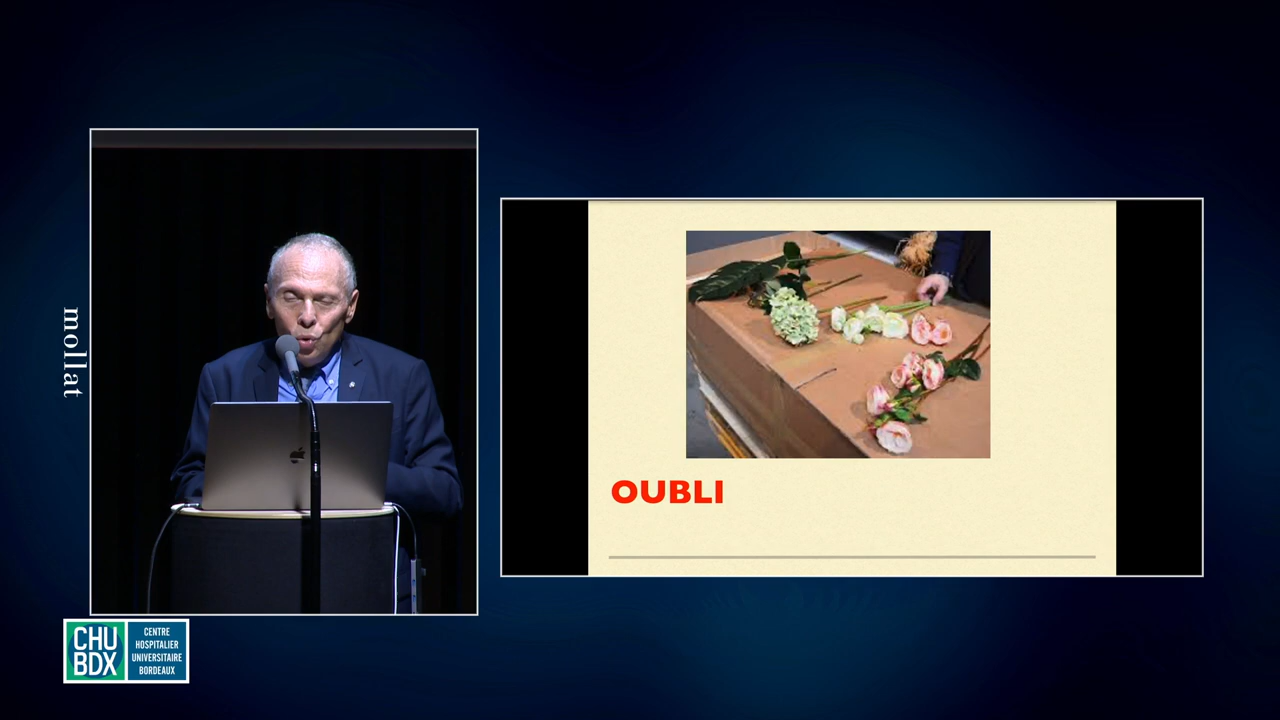 mollat
OUBLI
CHU
BDX
CENTRE
HOSPITALIER
UNIVERSITAIRE
BORDEAUX